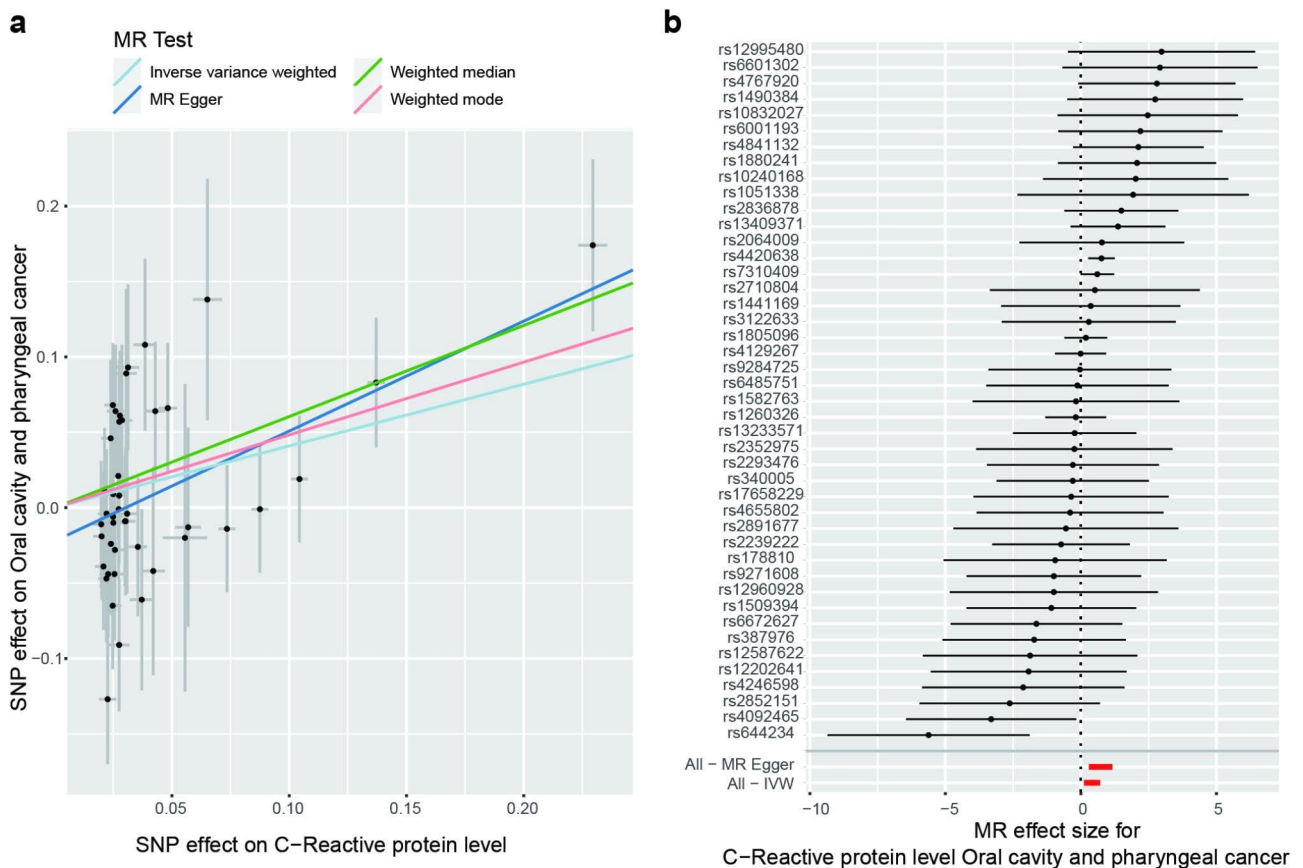 a
MR Test
Inverse variance weighted
Weighted median
MR Egger
Weighted mode
SNP effect on Oral cavity and pharyngeal cancer
0.2
0.1
0.0
−0.1
0.05
0.10
0.15
0.20
SNP effect on C−Reactive protein level
b
rs12995480
rs6601302
rs4767920
rs1490384
rs10832027
rs6001193
rs4841132
rs1880241
rs10240168
rs1051338
rs2836878
rs13409371
rs2064009
rs4420638
rs7310409
rs2710804
rs1441169
rs3122633
rs1805096
rs4129267
rs9284725
rs6485751
rs1582763
rs1260326
rs13233571
rs2352975
rs2293476
rs340005
rs17658229
rs4655802
rs2891677
rs2239222
rs178810
rs9271608
rs12960928
rs1509394
rs6672627
rs387976
rs12587622
rs12202641
rs4246598
rs2852151
rs4092465
rs644234
All − MR Egger
All − IVW
−10
−5
0
5
MR effect size for
C−Reactive protein level Oral cavity and pharyngeal cancer